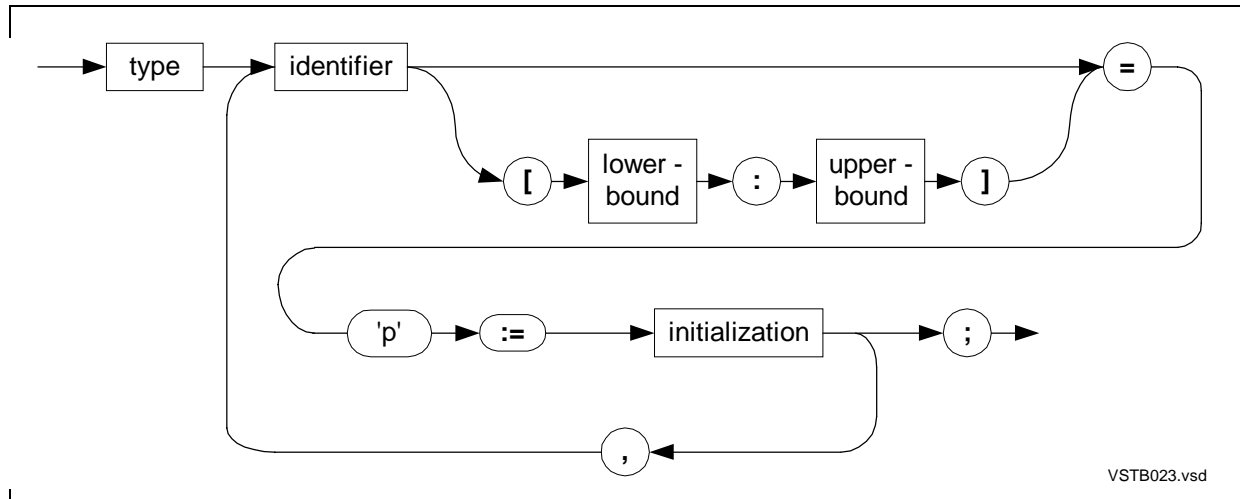 type identifier =
[ lower - bound : upper - bound ]
'p' := initialization ;
,
VSTB023.vsd